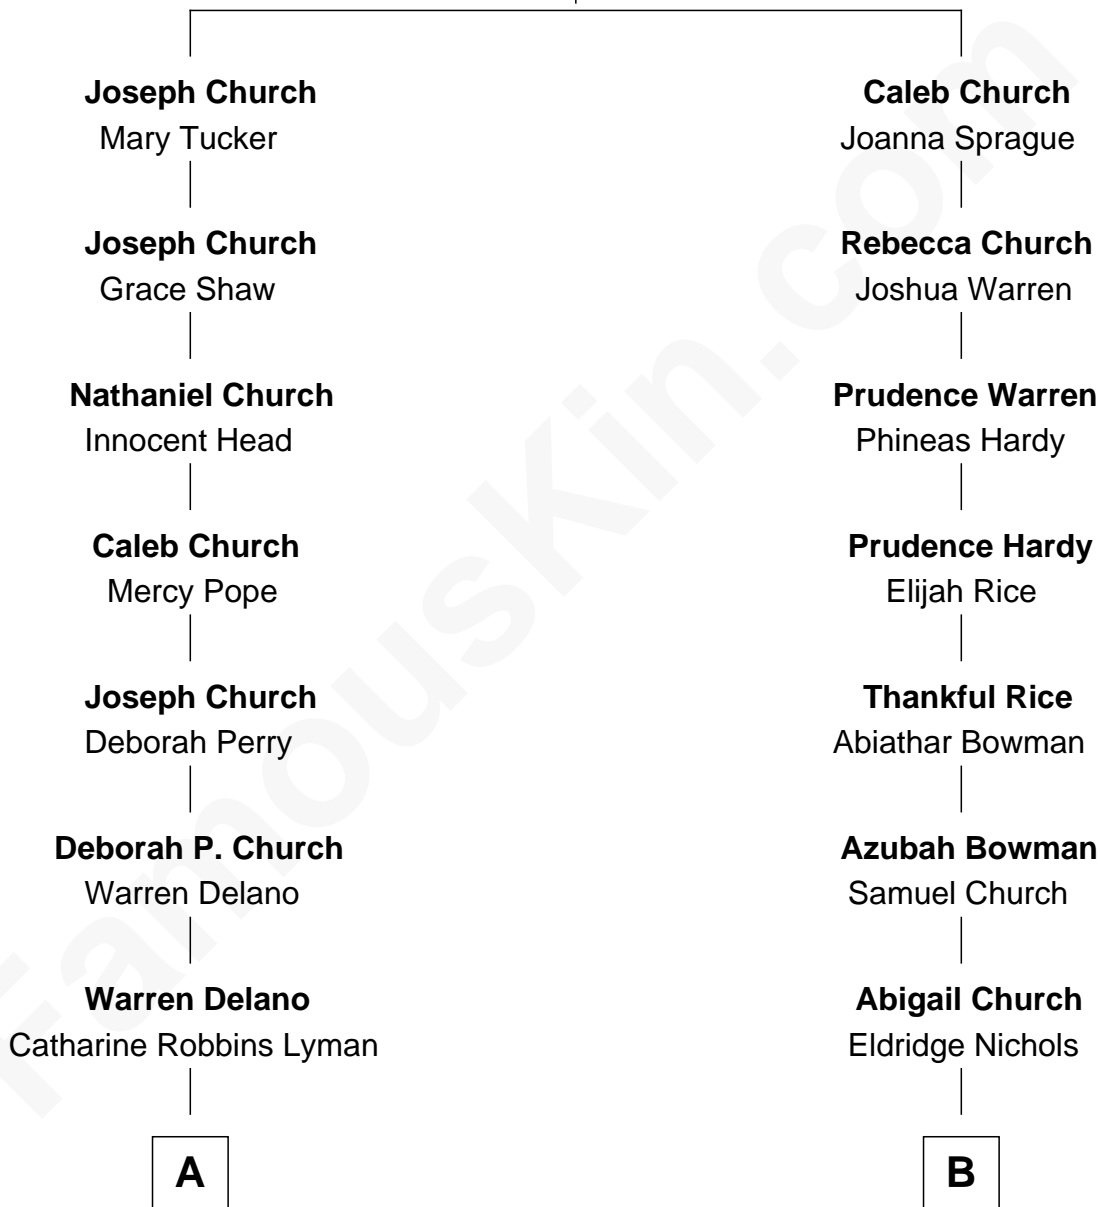 Joseph Church
Mary Tucker
Joseph Church
Grace Shaw
Nathaniel Church
Innocent Head
Caleb Church
Mercy Pope
Joseph Church
Deborah Perry
Deborah P. Church
Warren Delano
Warren Delano
Catharine Robbins Lyman
A
Caleb Church
Joanna Sprague
Rebecca Church
Joshua Warren
Prudence Warren
Phineas Hardy
Prudence Hardy
Elijah Rice
Thankful Rice
Abiathar Bowman
Azubah Bowman
Samuel Church
Abigail Church
Eldridge Nichols
B
FamousKin.com